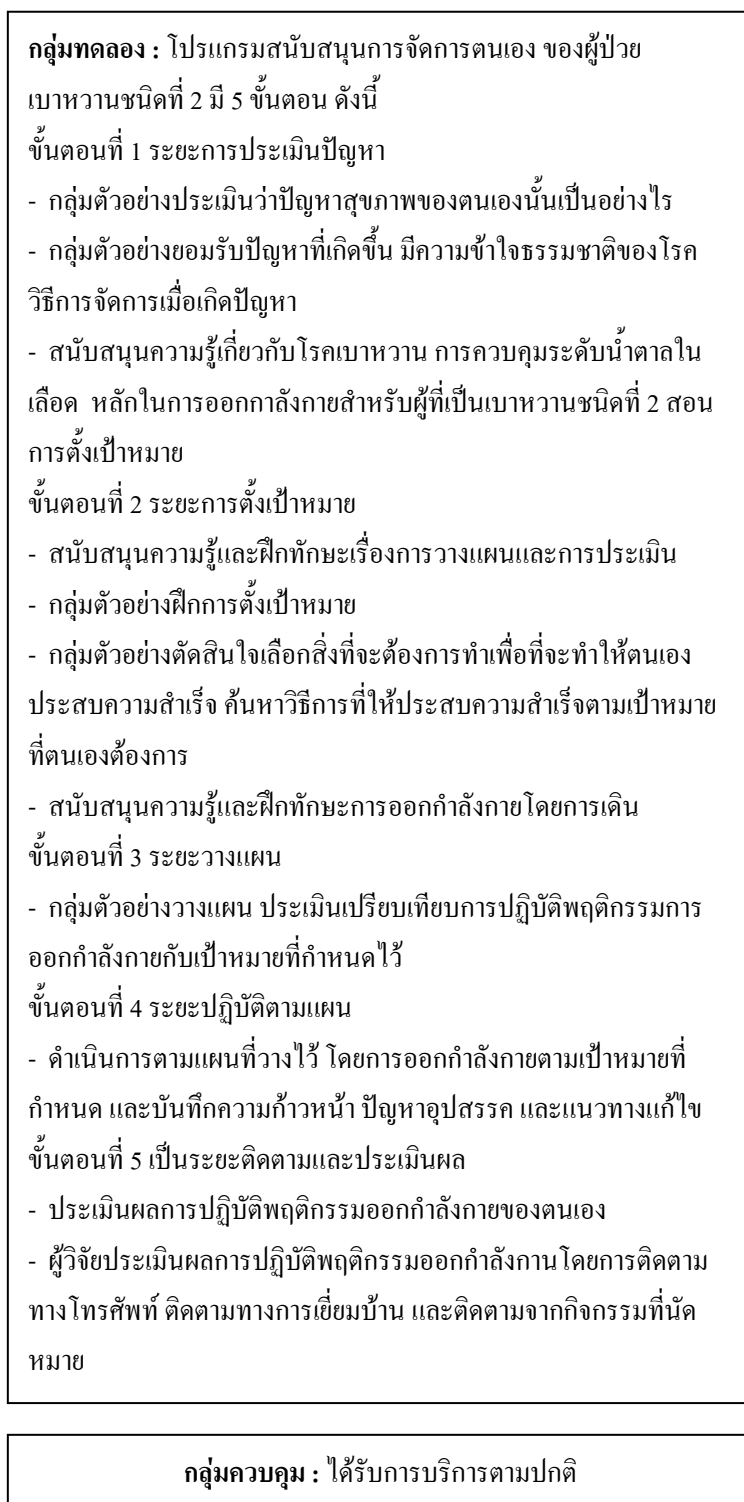 กลุ่มทดลอง : โปรแกรมสนับสนุนการจัดการตนเอง ของผู้ป่วย
เบาหวานชนิดที่ 2 มี 5 ขั้นตอน ดังนี้
ขั้นตอนที่ 1 ระยะการประเมินปัญหา
- กลุ่มตัวอย่างประเมินว่าปัญหาสุขภาพของตนเองนั้นเป็นอย่างไร
- กลุ่มตัวอย่างยอมรับปัญหาที่เกิดขึ้น มีความข้าใจธรรมชาติของโรค
วิธีการจัดการเมื่อเกิดปัญหา
- สนับสนุนความรู้เกี่ยวกับโรคเบาหวาน การควบคุมระดับน้ำตาลใน
เลือด หลักในการออกกาลังกายสำหรับผู้ที่เป็นเบาหวานชนิดที่ 2 สอน
การตั้งเป้าหมาย
ขั้นตอนที่ 2 ระยะการตั้งเป้าหมาย
- สนับสนุนความรู้และฝึกทักษะเรื่องการวางแผนและการประเมิน
- กลุ่มตัวอย่างฝึกการตั้งเป้าหมาย
- กลุ่มตัวอย่างตัดสินใจเลือกสิ่งที่จะต้องการทำเพื่อที่จะทำให้ตนเอง
ประสบความสำเร็จ ค้นหาวิธีการที่ให้ประสบความสำเร็จตามเป้าหมาย
ที่ตนเองต้องการ
- สนับสนุนความรู้และฝึกทักษะการออกกำลังกายโดยการเดิน
ขั้นตอนที่ 3 ระยะวางแผน
- กลุ่มตัวอย่างวางแผน ประเมินเปรียบเทียบการปฏิบัติพฤติกรรมการ
ออกกำลังกายกับเป้าหมายที่กำหนดไว้
ขั้นตอนที่ 4 ระยะปฏิบัติตามแผน
- ดำเนินการตามแผนที่วางไว้ โดยการออกกำลังกายตามเป้าหมายที่
กำหนด และบันทึกความก้าวหน้า ปัญหาอุปสรรค และแนวทางแก้ไข
ขั้นตอนที่ 5 เป็นระยะติดตามและประเมินผล
- ประเมินผลการปฏิบัติพฤติกรรมออกกำลังกายของตนเอง
- ผู้วิจัยประเมินผลการปฏิบัติพฤติกรรมออกกำลังกานโดยการติดตาม
ทางโทรศัพท์ ติดตามทางการเยี่ยมบ้าน และติดตามจากกิจกรรมที่นัด
หมาย
กลุ่มควบคุม : ได้รับการบริการตามปกติ